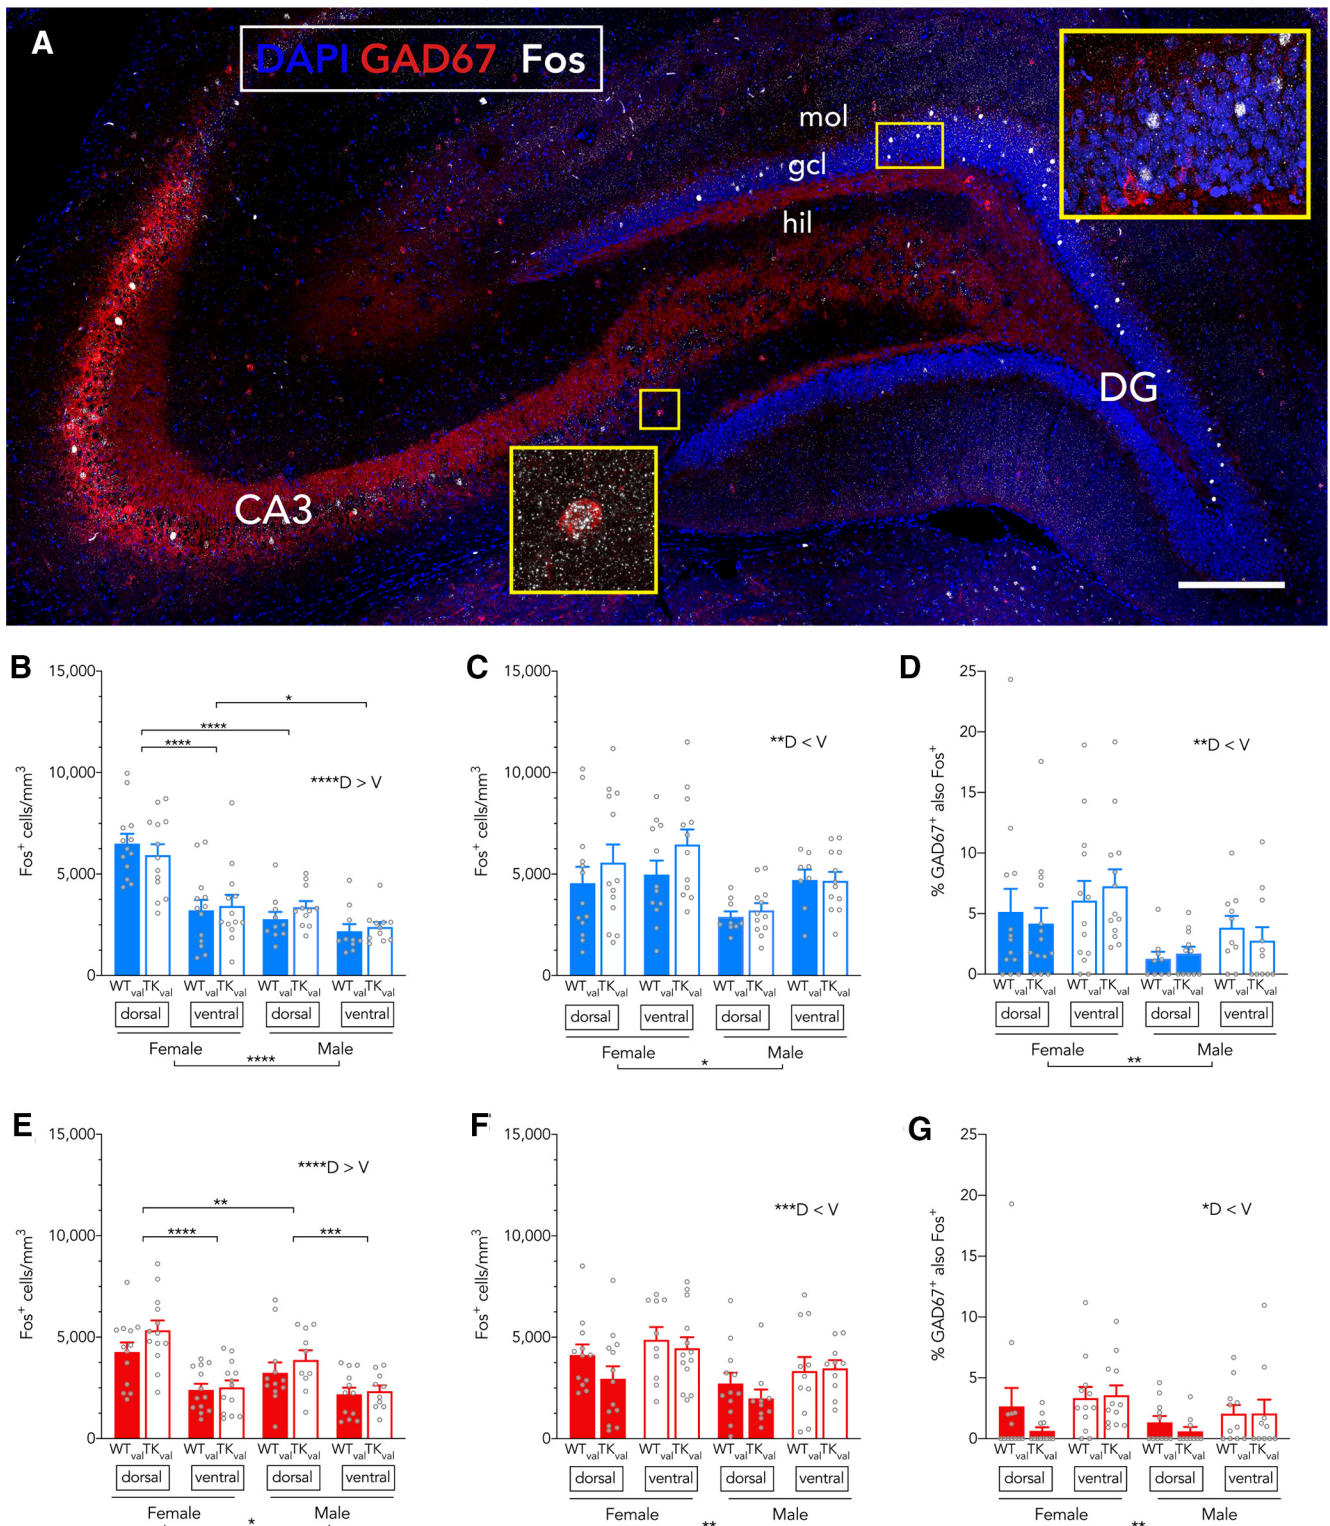 A
DAPI GAD67 Fos
mol
gcl
hil
DG
CA3
B
15,000
10,000
5,000
0
Fos⁺ cells/mm³
*
****
****
****D > V
WTval TKval WTval TKval WTval TKval WTval TKval
dorsal ventral dorsal ventral
Female Male
****
C
15,000
10,000
5,000
0
Fos⁺ cells/mm³
**D < V
WTval TKval WTval TKval WTval TKval WTval TKval
dorsal ventral dorsal ventral
Female Male
*
D
25
20
15
10
5
0
% GAD67⁺ also Fos⁺
**D < V
WTval TKval WTval TKval WTval TKval WTval TKval
dorsal ventral dorsal ventral
Female Male
**
E
15,000
10,000
5,000
0
Fos⁺ cells/mm³
****D > V
**
**** ***
WTval TKval WTval TKval WTval TKval WTval TKval
dorsal ventral dorsal ventral
Female Male
*
F
15,000
10,000
5,000
0
Fos⁺ cells/mm³
***D < V
WTval TKval WTval TKval WTval TKval WTval TKval
dorsal ventral dorsal ventral
Female Male
**
G
25
20
15
10
5
0
% GAD67⁺ also Fos⁺
*D < V
WTval TKval WTval TKval WTval TKval WTval TKval
dorsal ventral dorsal ventral
Female Male
**